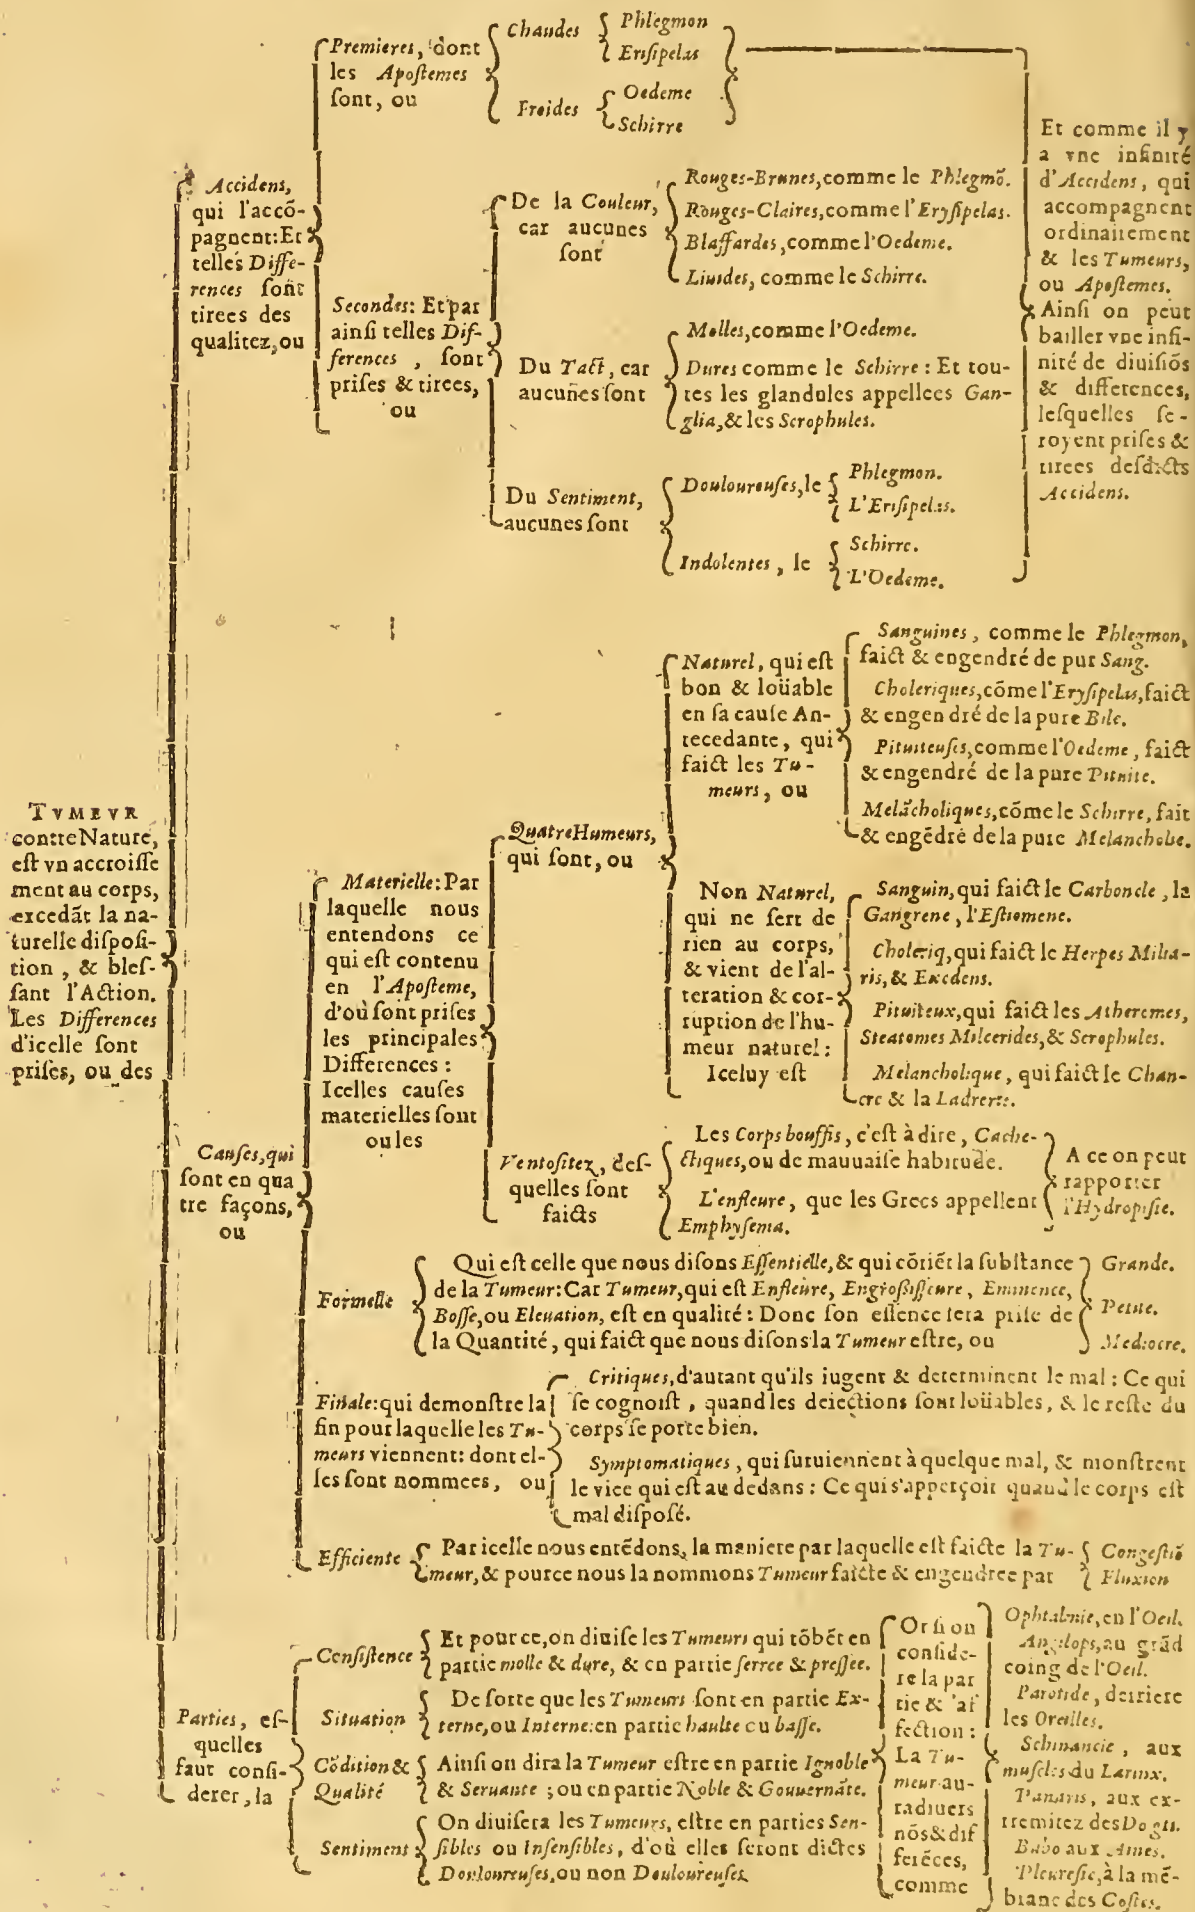 TVMEVR
contre Nature,
eſt vn accroiſſe
ment au corps,
excedãt la na-
turelle diſpoſi-
tion, & bleſ-
ſant l'Action.
Les Differences
d'icelle ſont
priſes, ou des
Accidens,
qui l'accõ-
pagnent: Et
telles Diffe-
rences ſont
tirees des
qualitez, ou
Premieres, dont
les Apoſtemes
ſont, ou
Chaudes
Phlegmon
Eriſipelas
Froides
Oedeme
Schirre
Secondes: Et par
ainſi telles Dif-
ferences, ſont
priſes & tirees,
ou
De la Couleur,
car aucunes
ſont
Rouges-Brunes, comme le Phlegmõ.
Rouges-Claires, comme l'Eryſipelas.
Blaffardes, comme l'Oedeme.
Liuides, comme le Schirre.
Du Tact, car
aucunes ſont
Molles, comme l'Oedeme.
Dures comme le Schirre: Et tou-
tes les glandules appellees Gan-
glia, & les Scrophules.
Du Sentiment,
aucunes ſont
Douloureuſes, le
Phlegmon.
L'Eriſipelas.
Indolentes, le
Schirre.
L'Oedeme.
Et comme il y
a vne infinité
d'Accidens, qui
accompagnent
ordinairement
& les Tumeurs,
ou Apoſtemes.
Ainſi on peut
bailler vne infi-
nité de diuiſiõs
& differences,
leſquelles ſe-
royent priſes &
tirees deſdicts
Accidens.
Cauſes, qui
ſont en qua
tre façons,
ou
Materielle: Par
laquelle nous
entendons ce
qui eſt contenu
en l'Apoſteme,
d'où ſont priſes
les principales
Differences:
Icelles cauſes
materielles ſont
ou les
Quatre Humeurs,
qui ſont, ou
Naturel, qui eſt
bon & loüable
en ſa cauſe An-
tecedante, qui
faict les Tu-
meurs, ou
Sanguines, comme le Phlegmon,
faict & engendré de pur Sang.
Choleriques, cõme l'Eryſipelas, faict
& engen dré de la pure Bile.
Pituiteuſes, comme l'Oedeme, faict
& engendré de la pure Pituite.
Melãcholiques, cõme le Schirre, fait
& engẽdré de la pure Melancholie.
Non Naturel,
qui ne ſert de
rien au corps,
& vient de l'al-
teration & cor-
ruption de l'hu-
meur naturel:
Iceluy eſt
Sanguin, qui faict le Carboncle, la
Gangrene, l'Eſtiomene.
Choleriq, qui faict le Herpes Milia-
ris, & Exedens.
Pituiteux, qui faict les Atheremes,
Steatomes Milcerides, & Scrophules.
Melancholique, qui faict le Chan-
cre & la Ladrerie.
Ventoſitez, deſ-
quelles ſont
faicts
Les Corps bouffis, c'eſt à dire, Cache-
ctiques, ou de mauuaiſe habitude.
L'enfleure, que les Grecs appellent
Emphyſema.
A ce on peut
rapporter
l'Hydropiſie.
Formelle
Qui eſt celle que nous diſons Eſſentielle, & qui cõtiẽt la ſubſtance
de la Tumeur: Car Tumeur, qui eſt Enfleure, Engroſſiſſeure, Eminence,
Boſſe, ou Eleuation, eſt en qualité: Donc ſon eſſence ſera priſe de
la Quantité, qui faict que nous diſons la Tumeur eſtre, ou
Grande.
Petite.
Mediocre.
Finale: qui demonſtre la
fin pour laquelle les Tu-
meurs viennent: dont el-
les ſont nommees, ou
Critiques, d'autant qu'ils iugent & determinent le mal: Ce qui
ſe cognoiſt, quand les deiections ſont loüables, & le reſte du
corps ſe porte bien.
Symptomatiques, qui ſuruiennent à quelque mal, & monſtrent
le vice qui eſt au dedans: Ce qui s'apperçoit quand le corps eſt
mal diſpoſé.
Efficiente
Par icelle nous entẽdons, la maniere par laquelle eſt faicte la Tu-
meur, & pource nous la nommons Tumeur faicte & engendree par
Congeſtiõ
Fluxion
Parties, eſ-
quelles
faut conſi-
derer, la
Conſiſtence
Et pour ce, on diuiſe les Tumeurs qui tõbẽt en
partie molle & dure, & en partie ſerree & preſſee.
Situation
De ſorte que les Tumeurs ſont en partie Ex-
terne, ou Interne: en partie haulte ou baſſe.
Cõdition &
Qualité
Ainſi on dira la Tumeur eſtre en partie Ignoble
& Seruante; ou en partie Noble & Gouuernãte.
Sentiment
On diuiſera les Tumeurs, eſtre en parties Sen-
ſibles ou Inſenſibles, d'où elles ſeront dictes
Douloureuſes, ou non Douloureuſes.
Or ſi on
conſide-
re la par
tie & l'af
fection:
La Tu-
meur au-
ra diuers
nõs & dif
ferẽces,
comme
Ophtalmie, en l'Oeil.
Angilops, au grãd
coing de l'Oeil.
Parotide, derriere
les Oreilles.
Schinancie, aux
muſcles du Larinx.
Panaris, aux ex-
tremitez des Doigts.
Bubo aux Aines.
Pleureſie, à la mẽ-
brane des Coſtes.